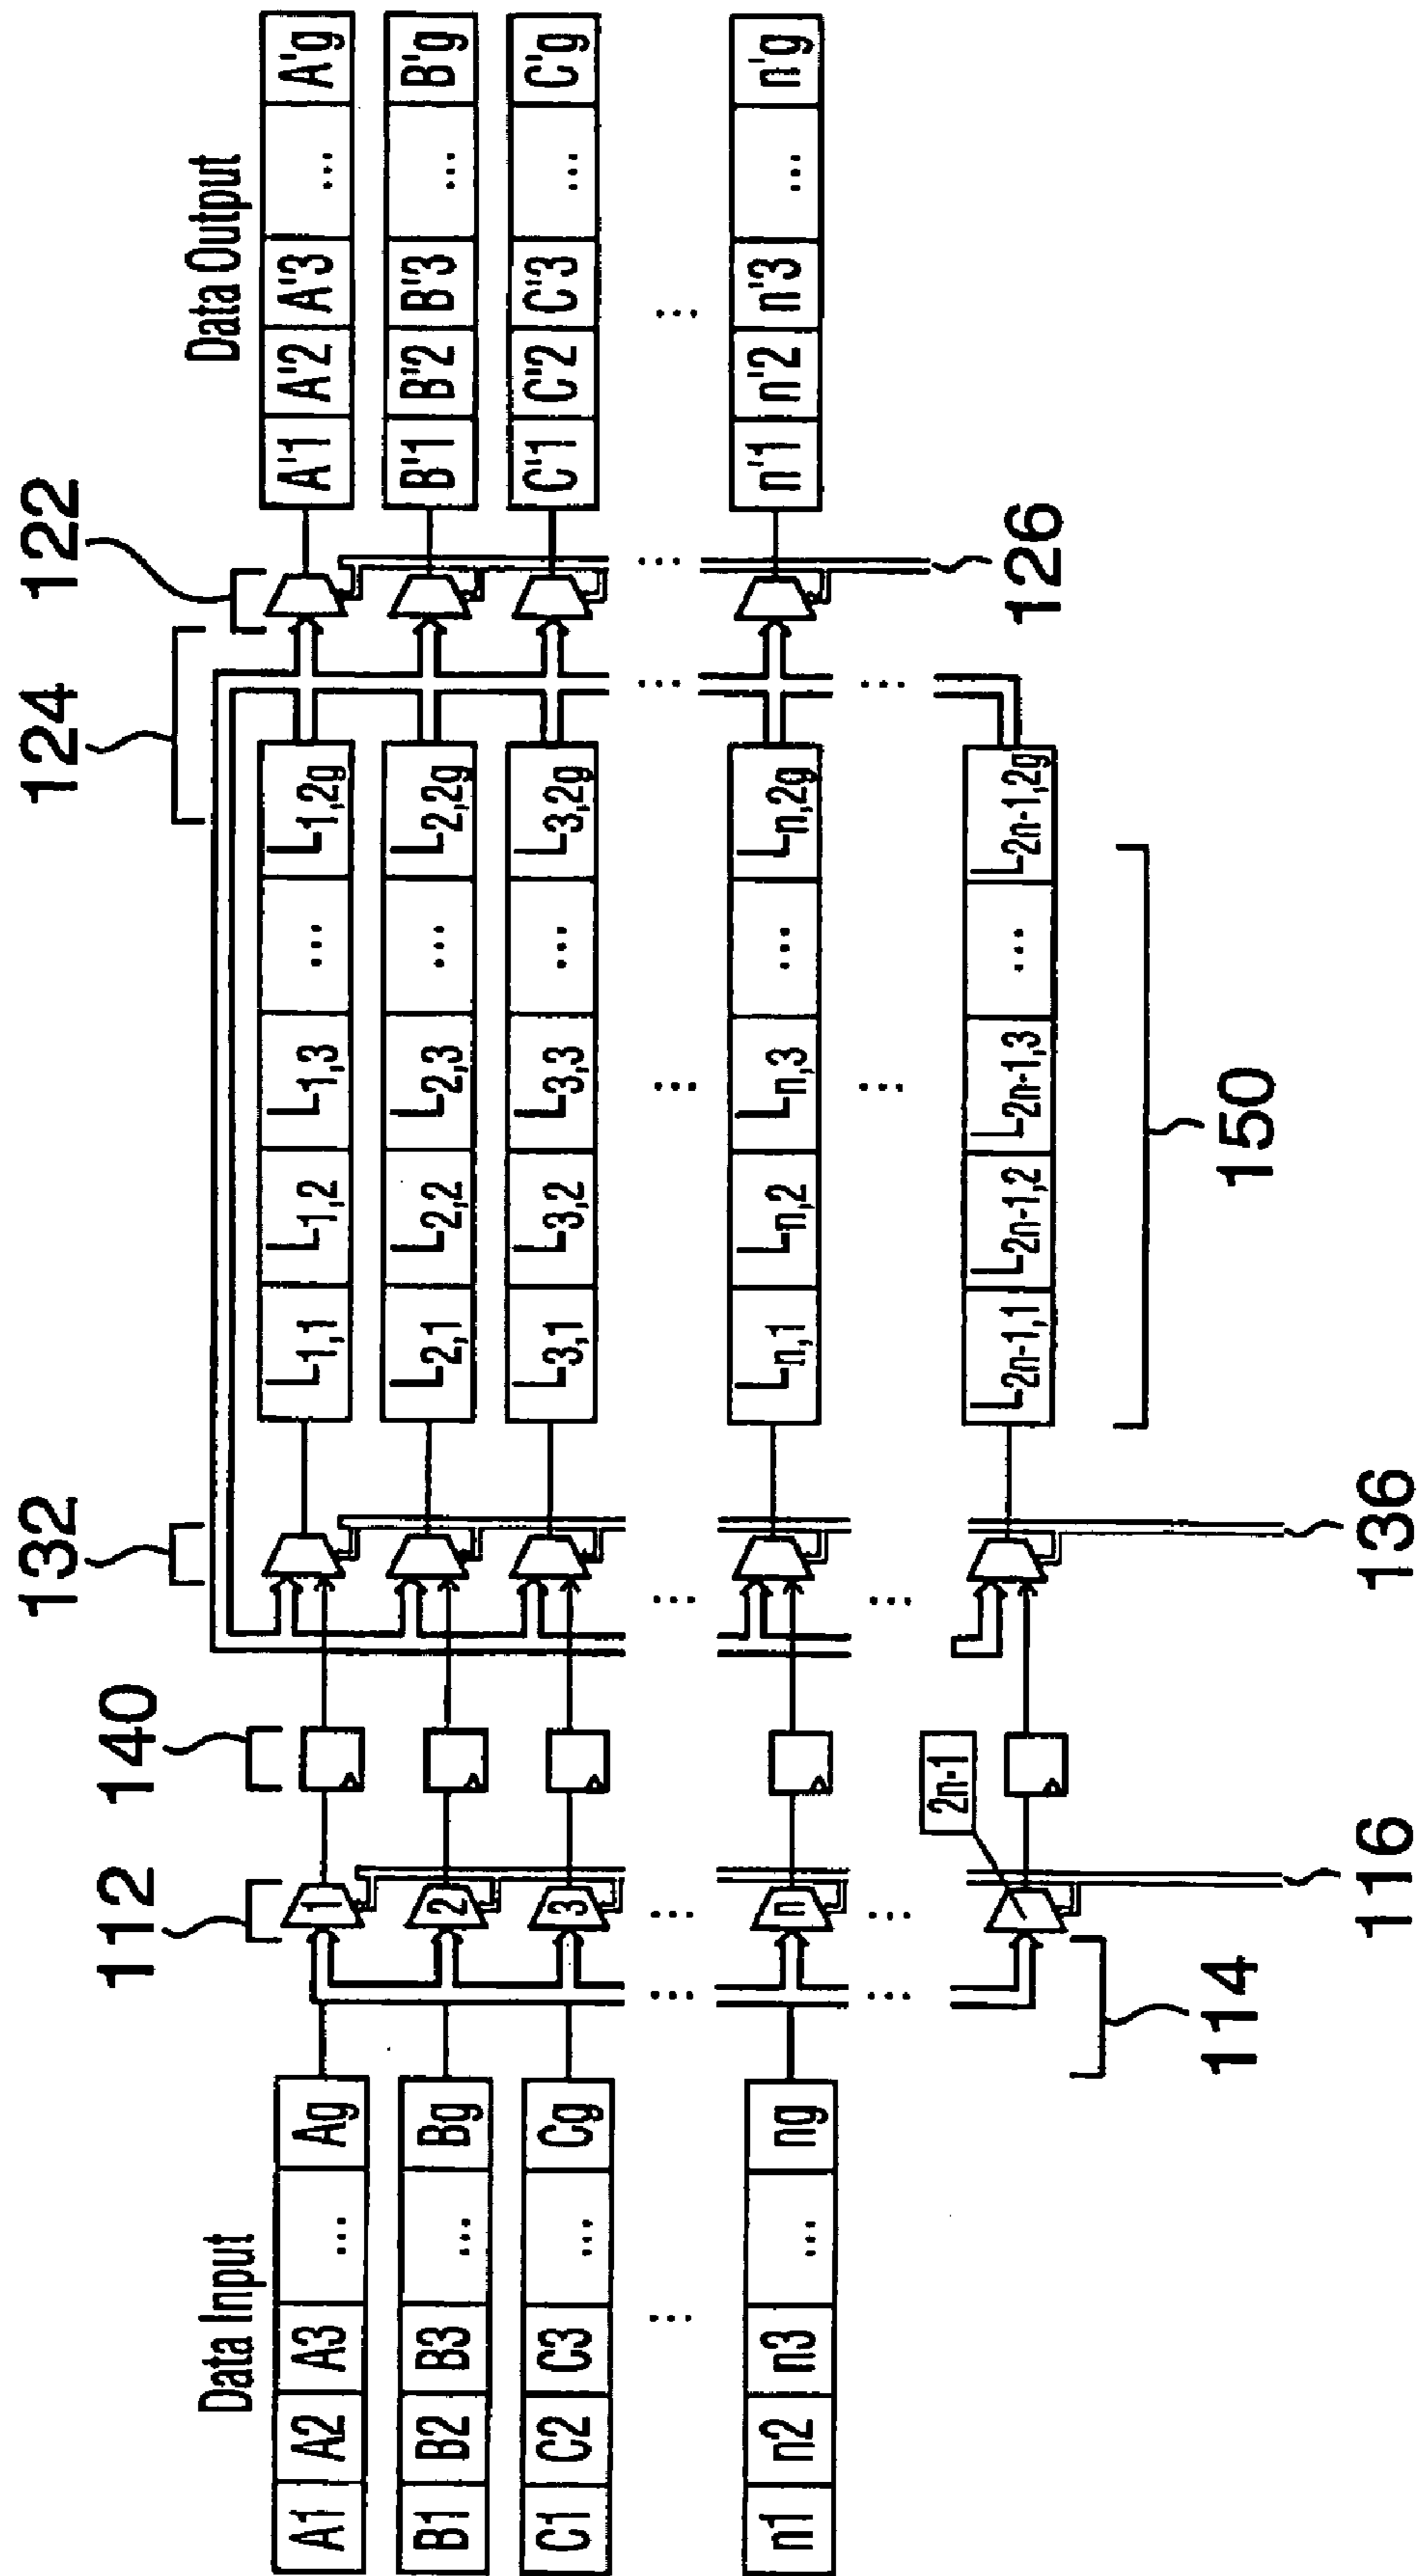 132
124
122
140
112
Data Input
Data Output
A1 A2 A3 ... Ag
1
L1,1 L1,2 L1,3 ... L1,2g
A'1 A'2 A'3 ... A'g
B1 B2 B3 ... Bg
2
L2,1 L2,2 L2,3 ... L2,2g
B'1 B'2 B'3 ... B'g
C1 C2 C3 ... Cg
3
L3,1 L3,2 L3,3 ... L3,2g
C'1 C'2 C'3 ... C'g
... ... ... ... ... ... ... ...
n1 n2 n3 ... ng
n
Ln,1 Ln,2 Ln,3 ... Ln,2g
n'1 n'2 n'3 ... n'g
... ... ... ... ...
2n-1
L2n-1,1 L2n-1,2 L2n-1,3 ... L2n-1,2g
126
114
150
116
136